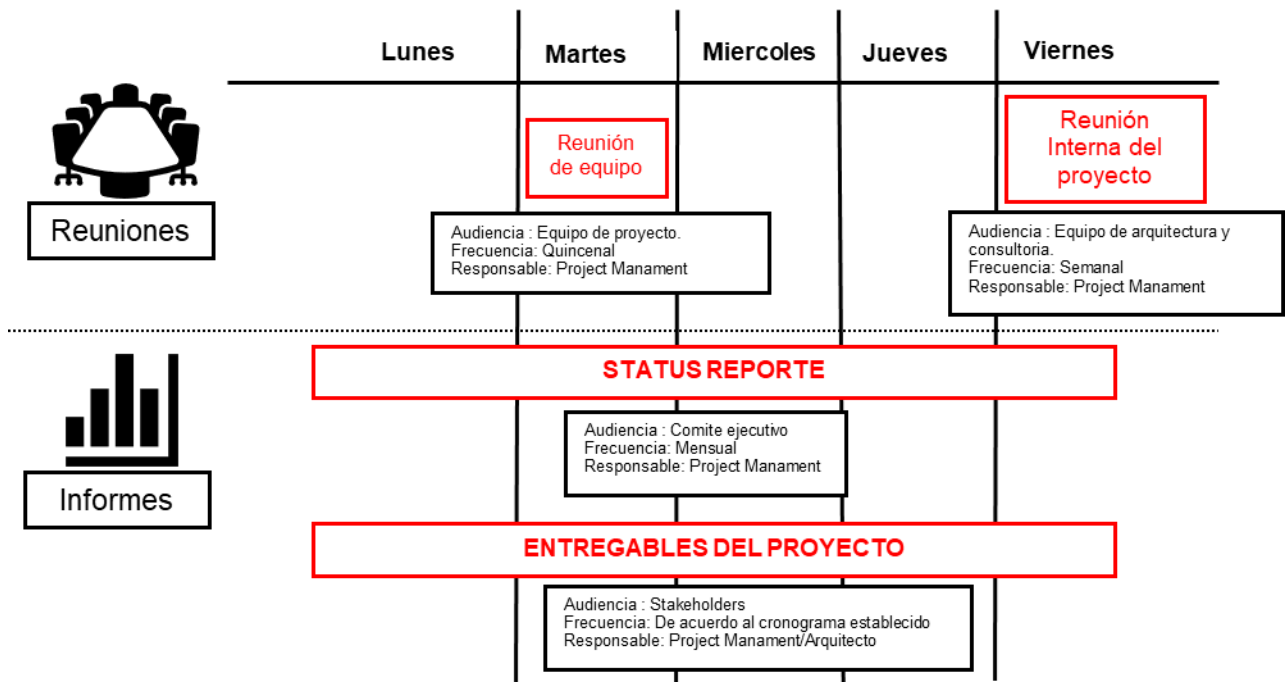 Lunes
Martes
Miercoles
Jueves
Viernes
Reuniones
Reunión
de equipo
Audiencia : Equipo de proyecto.
Frecuencia: Quincenal
Responsable: Project Manament
Reunión
Interna del
proyecto
Audiencia : Equipo de arquitectura y
consultoria.
Frecuencia: Semanal
Responsable: Project Manament
Informes
STATUS REPORTE
Audiencia : Comite ejecutivo
Frecuencia: Mensual
Responsable: Project Manament
ENTREGABLES DEL PROYECTO
Audiencia : Stakeholders
Frecuencia: De acuerdo al cronograma establecido
Responsable: Project Manament/Arquitecto